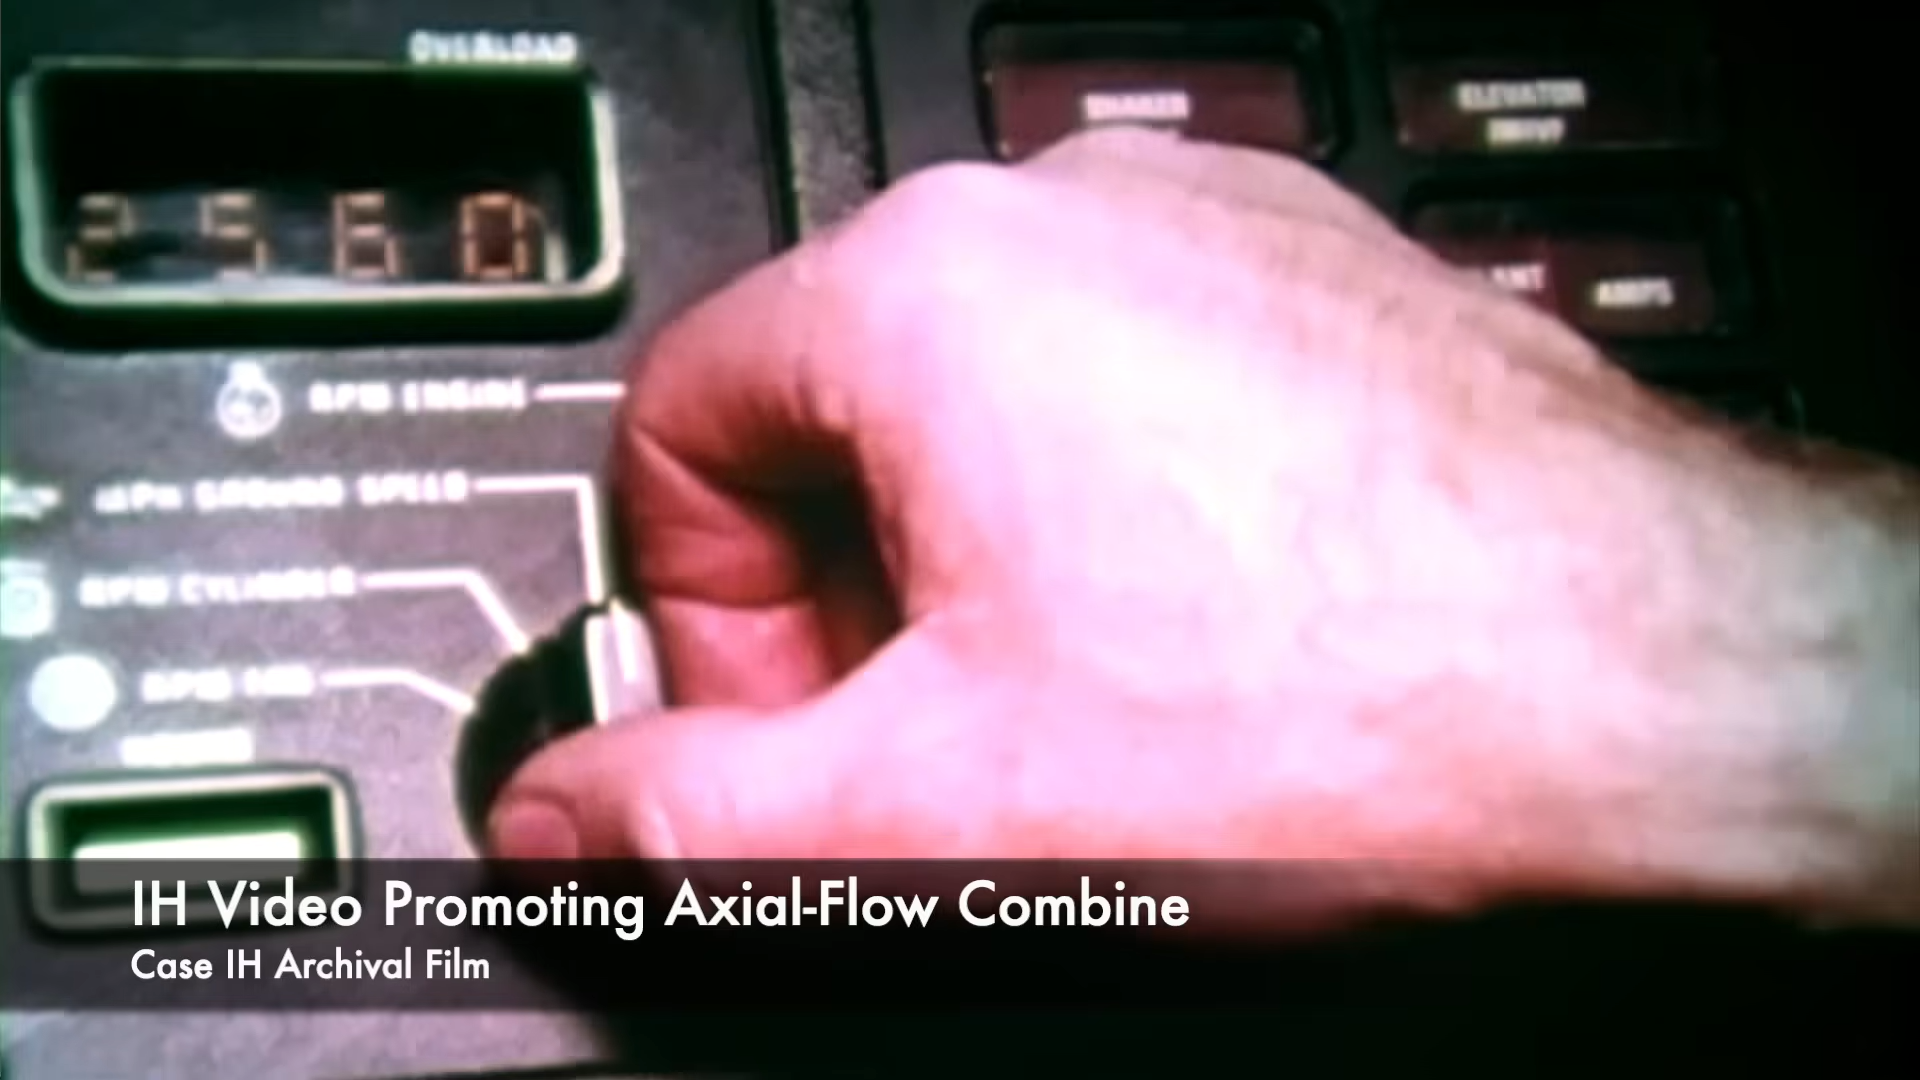 OVERLOAD
2560
RPM ENGINE
MPH GROUND SPEED
RPM CYLINDER
RPM FAN
SHAKER
ELEVATOR
DRIVE
AMPS
IH Video Promoting Axial-Flow Combine
Case IH Archival Film